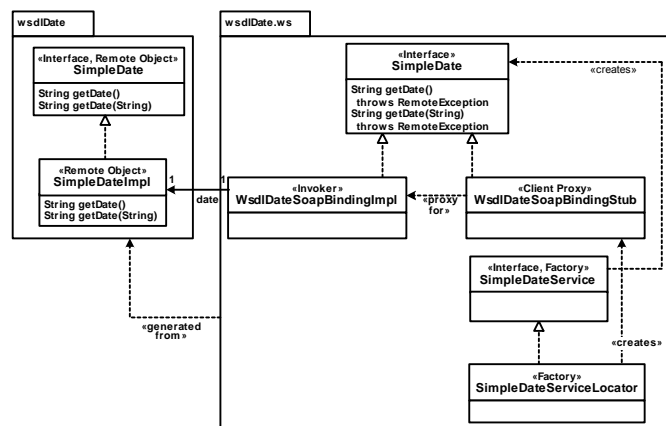 wsdlDate
wsdlDate.ws
«Interface, Remote Object»
SimpleDate
String getDate()
String getDate(String)
«Remote Object»
SimpleDateImpl
String getDate()
String getDate(String)
1
1
date
«generated
from»
«Interface»
SimpleDate
String getDate()
throws RemoteException
String getDate(String)
throws RemoteException
«creates»
«Invoker»
WsdlDateSoapBindingImpl
«proxy
for»
«Client Proxy»
WsdlDateSoapBindingStub
«Interface, Factory»
SimpleDateService
«creates»
«Factory»
SimpleDateServiceLocator